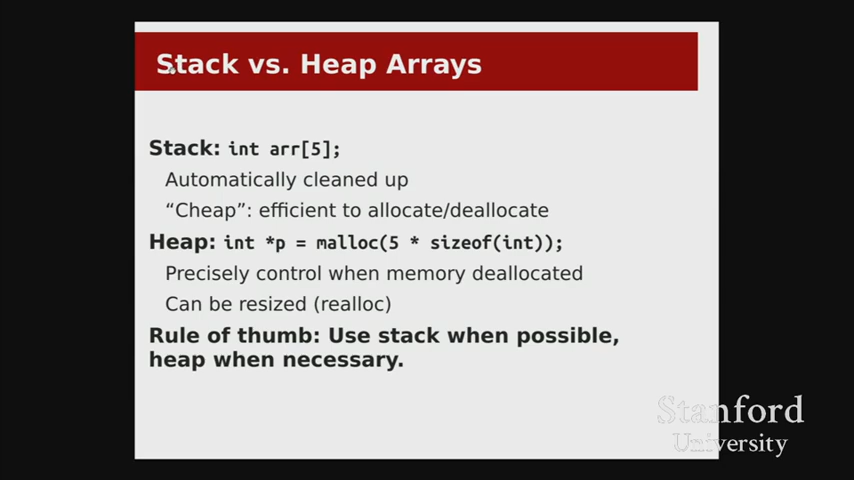 Stack vs. Heap Arrays
Stack: int arr[5];
Automatically cleaned up
“Cheap”: efficient to allocate/deallocate
Heap: int *p = malloc(5 * sizeof(int));
Precisely control when memory deallocated
Can be resized (realloc)
Rule of thumb: Use stack when possible,
heap when necessary.
Stanford
University